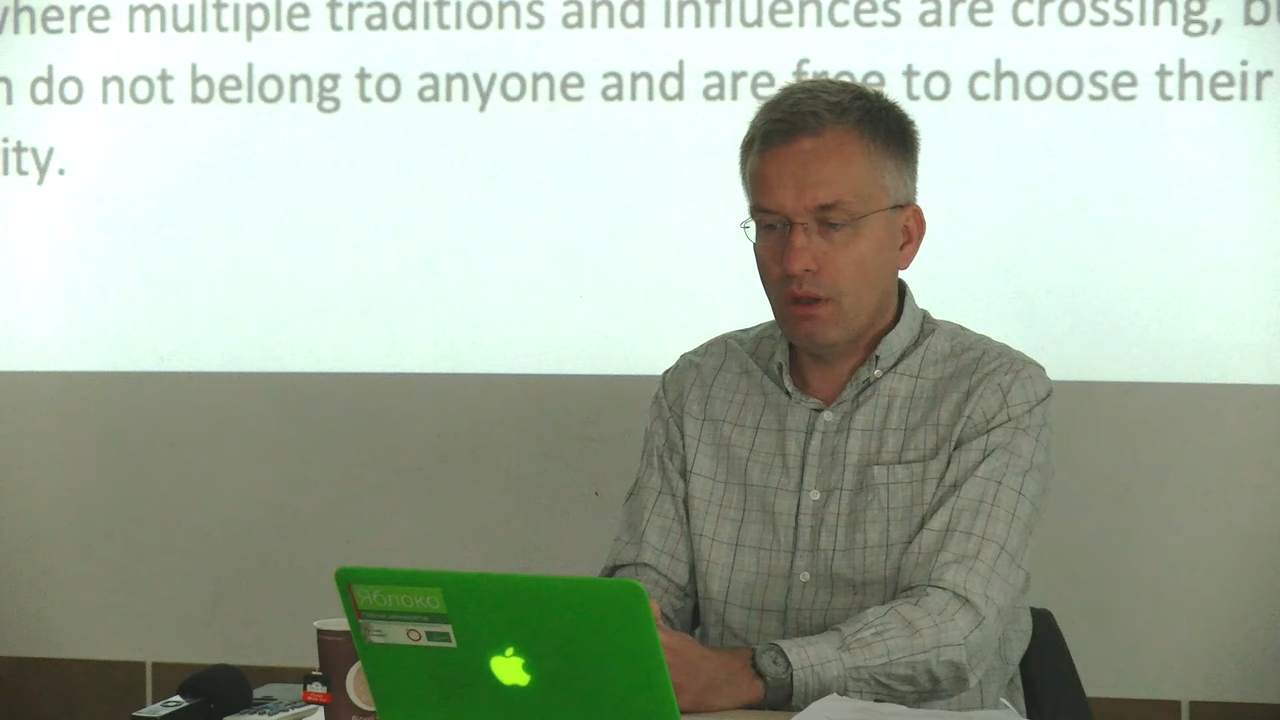 where multiple traditions and influences are crossing,
do not belong to anyone and are free to choose their
ity.
Яблоко